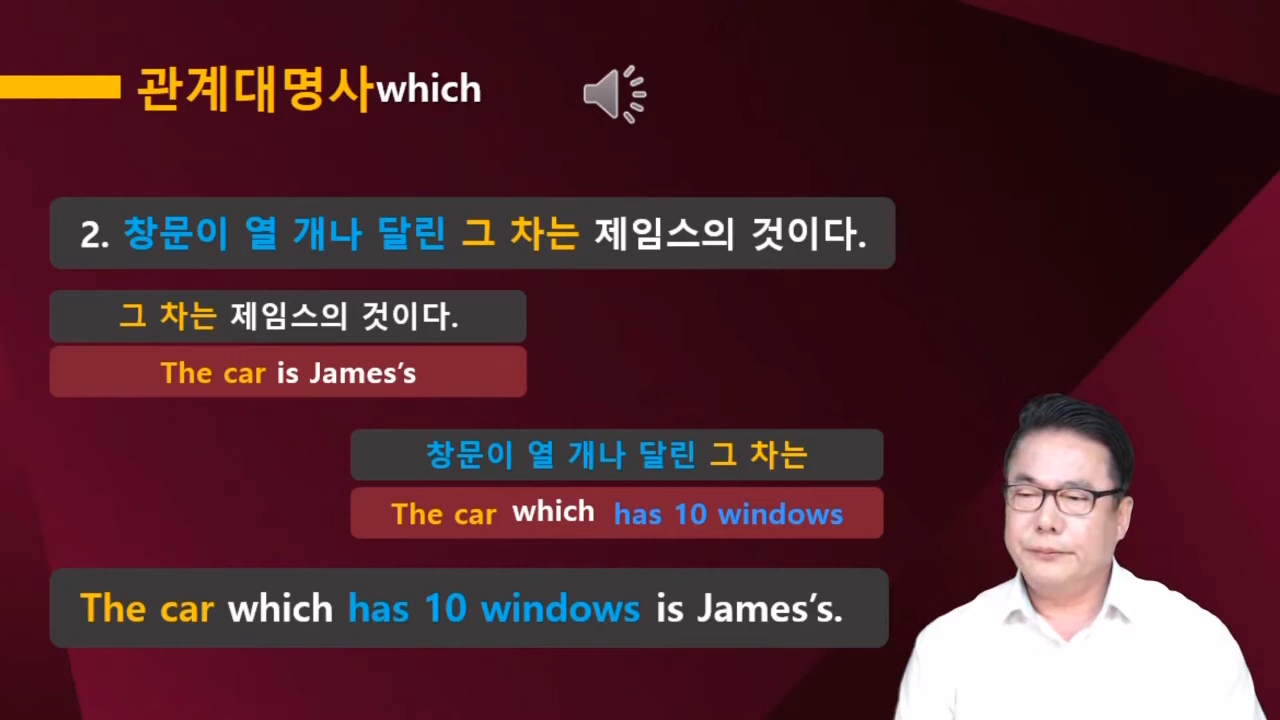 관계대명사which
2. 창문이 열 개나 달린 그 차는 제임스의 것이다.
그 차는 제임스의 것이다.
The car is James’s
창문이 열 개나 달린 그 차는
The car which has 10 windows
The car which has 10 windows is James’s.